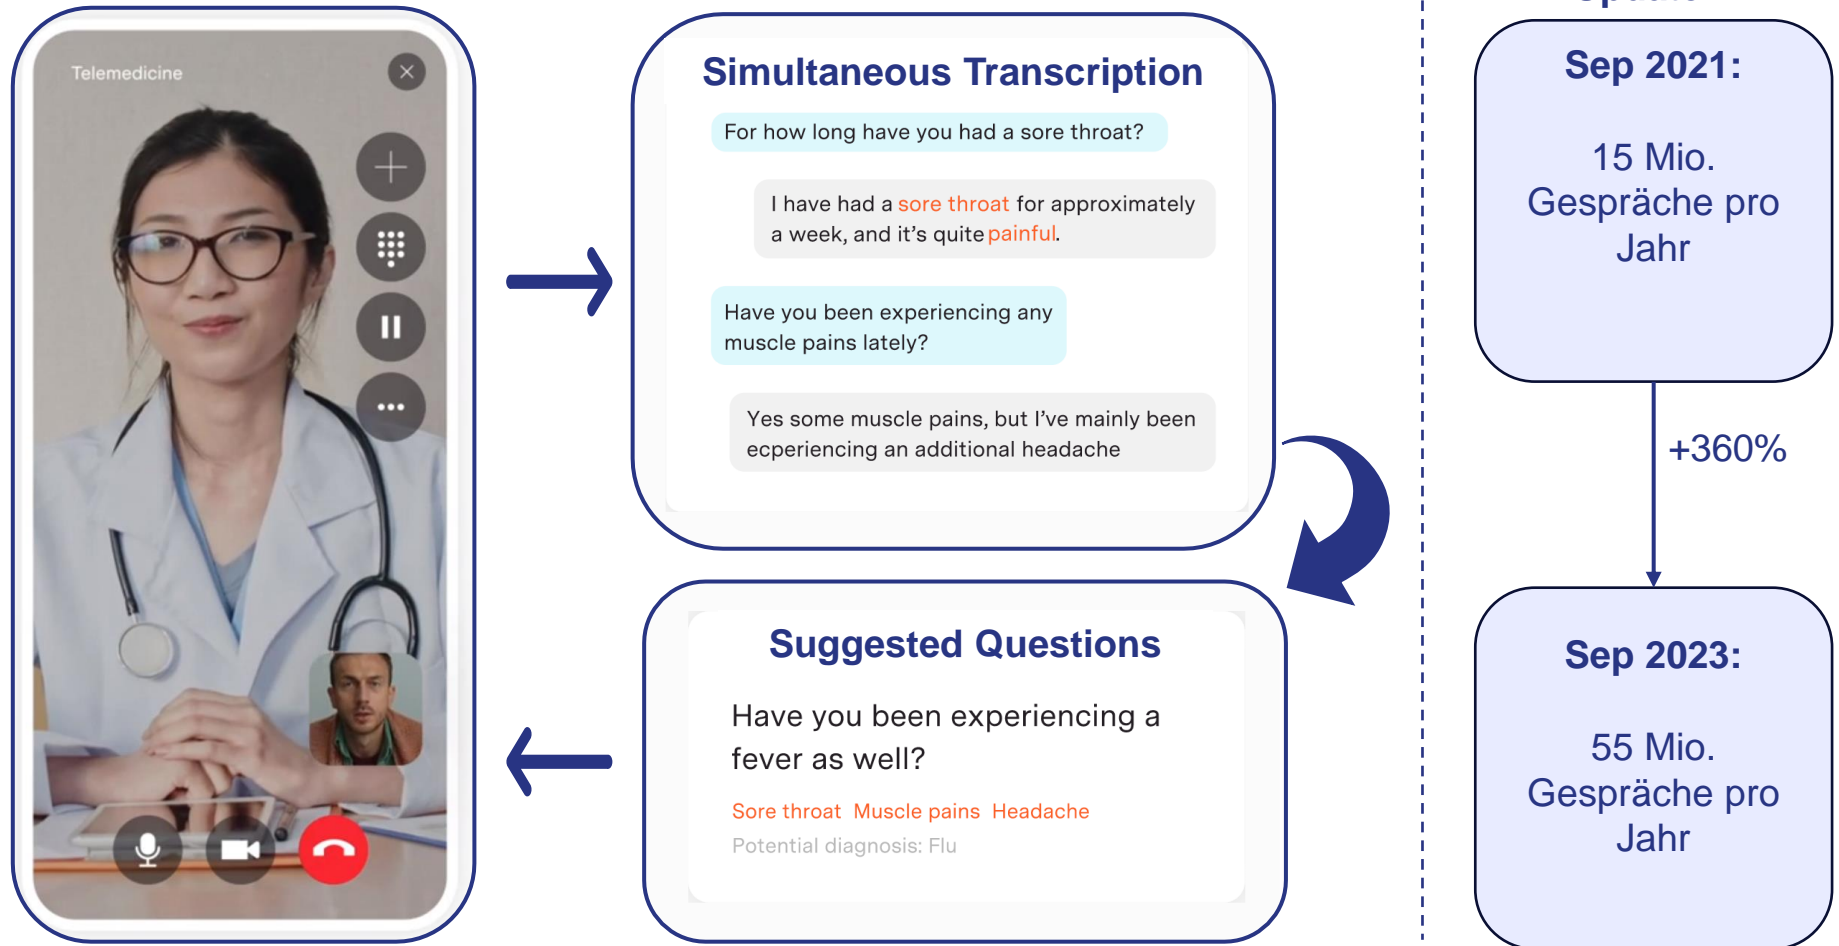 Telemedicine
Simultaneous Transcription
For how long have you had a sore throat?
I have had a sore throat for approximately
a week, and it's quite painful.
Have you been experiencing any
muscle pains lately?
Yes some muscle pains, but I've mainly been
ecperiencing an additional headache
Suggested Questions
Have you been experiencing a
fever as well?
Sore throat Muscle pains Headache
Potential diagnosis: Flu
Sep 2021:
15 Mio.
Gespräche pro
Jahr
+360%
Sep 2023:
55 Mio.
Gespräche pro
Jahr